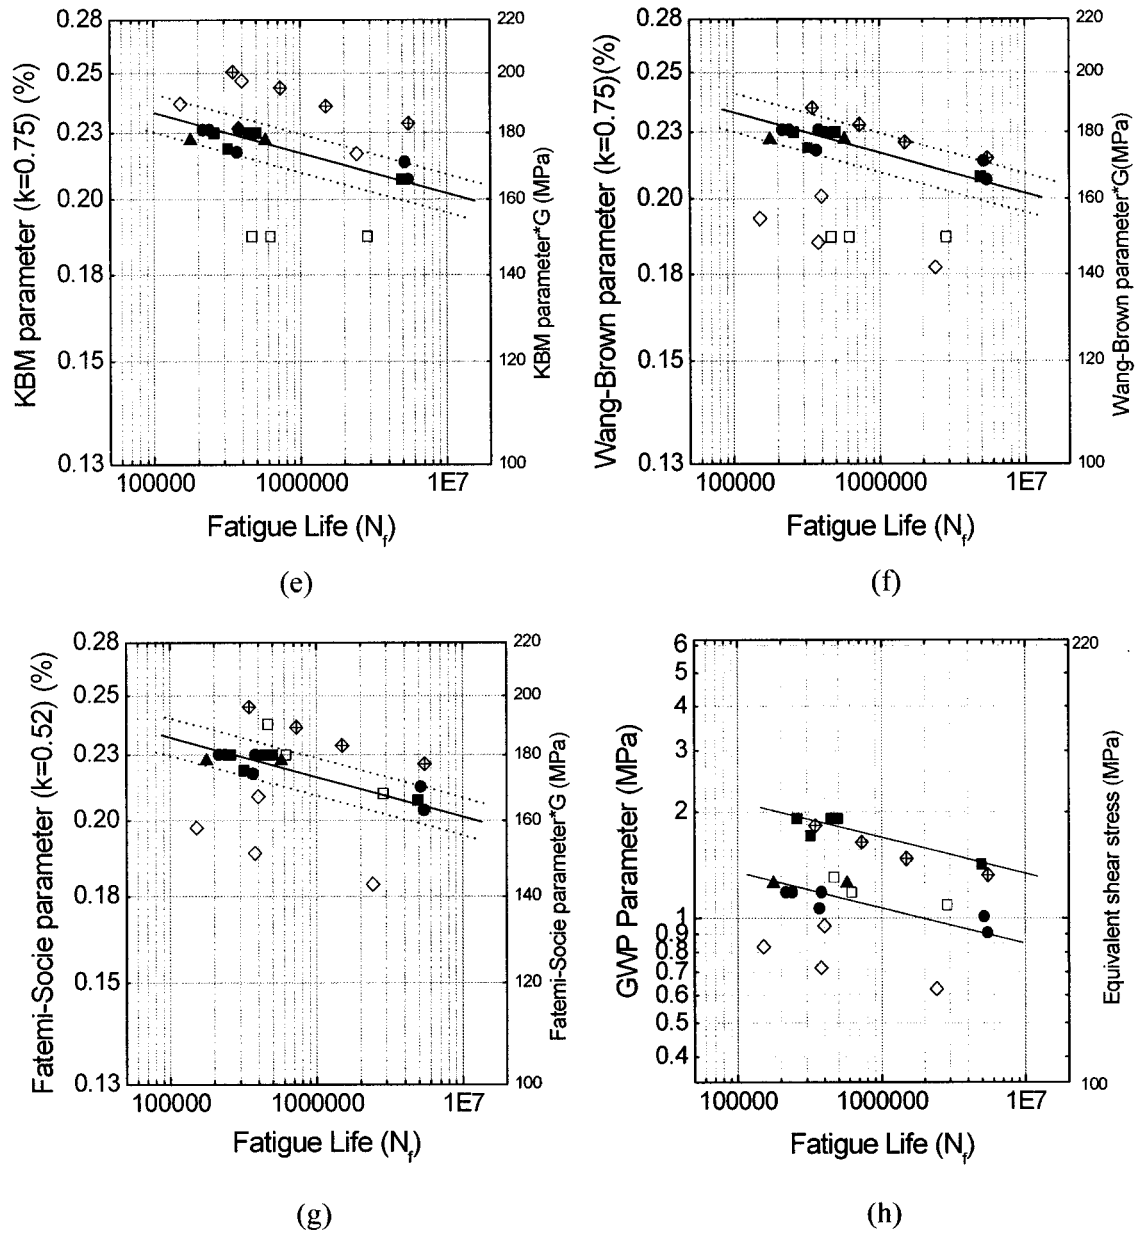 0.28
0.25
0.23
0.20
0.18
0.15
0.13
KBM parameter (k=0.75) (%)
220
200
180
160
140
120
100
KBM parameter*G (MPa)
100000 1000000 1E7
Fatigue Life (Nf)
(e)
0.28
0.25
0.23
0.20
0.18
0.15
0.13
Wang-Brown parameter (k=0.75)(%)
220
200
180
160
140
120
100
Wang-Brown parameter*G(MPa)
100000 1000000 1E7
Fatigue Life (Nf)
(f)
0.28
0.25
0.23
0.20
0.18
0.15
0.13
Fatemi-Socie parameter (k=0.52) (%)
220
200
180
160
140
120
100
Fatemi-Socie parameter*G (MPa)
100000 1000000 1E7
Fatigue Life (Nf)
(g)
6
5
4
3
2
1
0.9
0.8
0.7
0.6
0.5
0.4
GWP Parameter (MPa)
220
100
Equivalent shear stress (MPa)
100000 1000000 1E7
Fatigue Life (Nf)
(h)